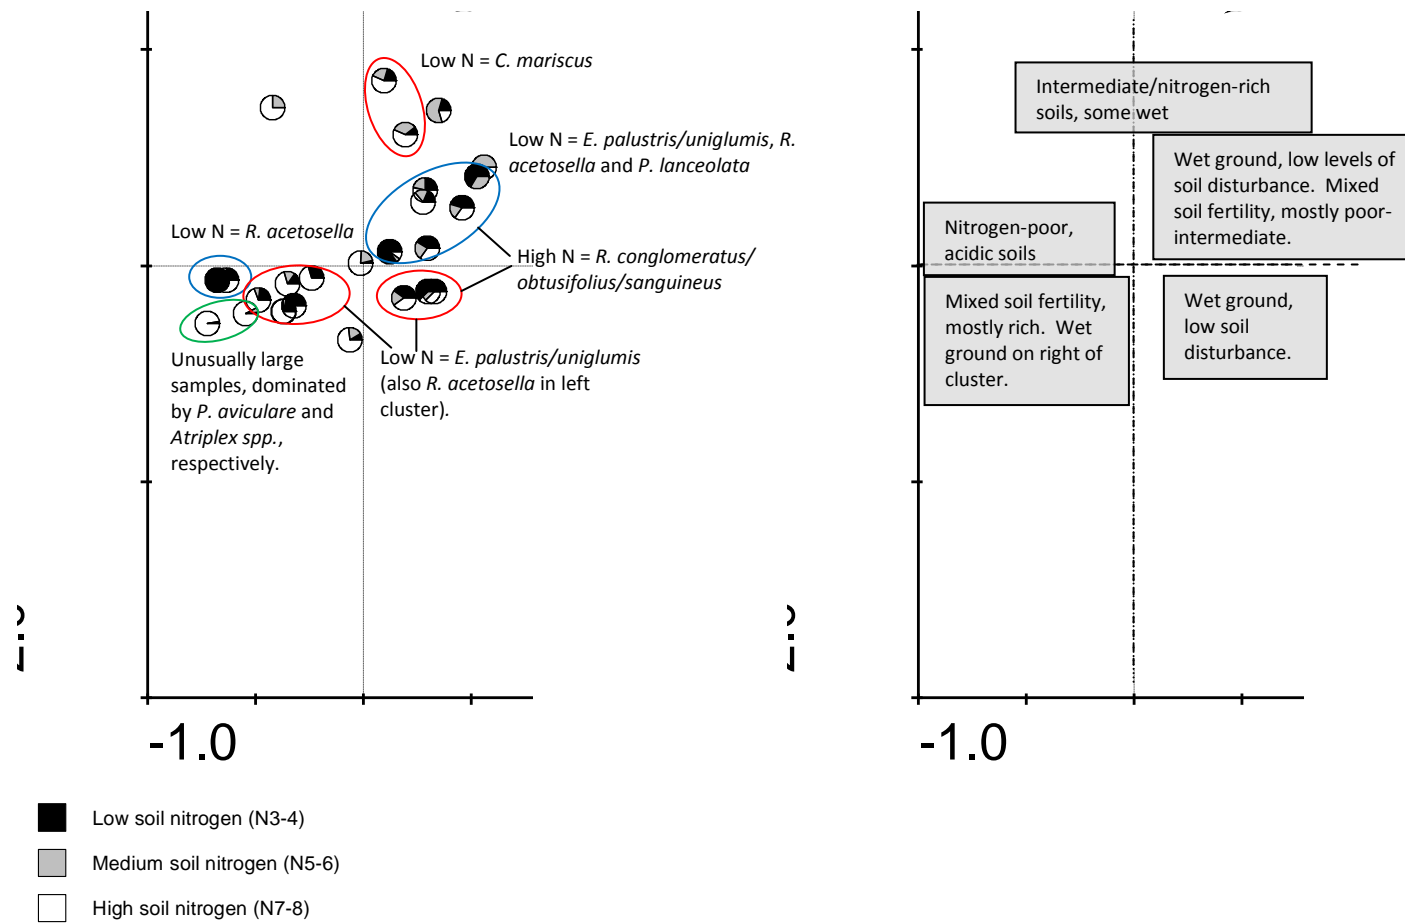 Low N = C. mariscus
Low N = E. palustris/uniglumis, R.
acetosella and P. lanceolata
Low N = R. acetosella
High N = R. conglomeratus/
obtusifolius/sanguineus
Low N = E. palustris/uniglumis
(also R. acetosella in left
cluster).
Unusually large
samples, dominated
by P. aviculare and
Atriplex spp.,
respectively.
-1.0
Intermediate/nitrogen-rich
soils, some wet
Wet ground, low levels of
soil disturbance. Mixed
soil fertility, mostly poor-
intermediate.
Nitrogen-poor,
acidic soils
Mixed soil fertility,
mostly rich. Wet
ground on right of
cluster.
Wet ground,
low soil
disturbance.
-1.0
Low soil nitrogen (N3-4)
Medium soil nitrogen (N5-6)
High soil nitrogen (N7-8)